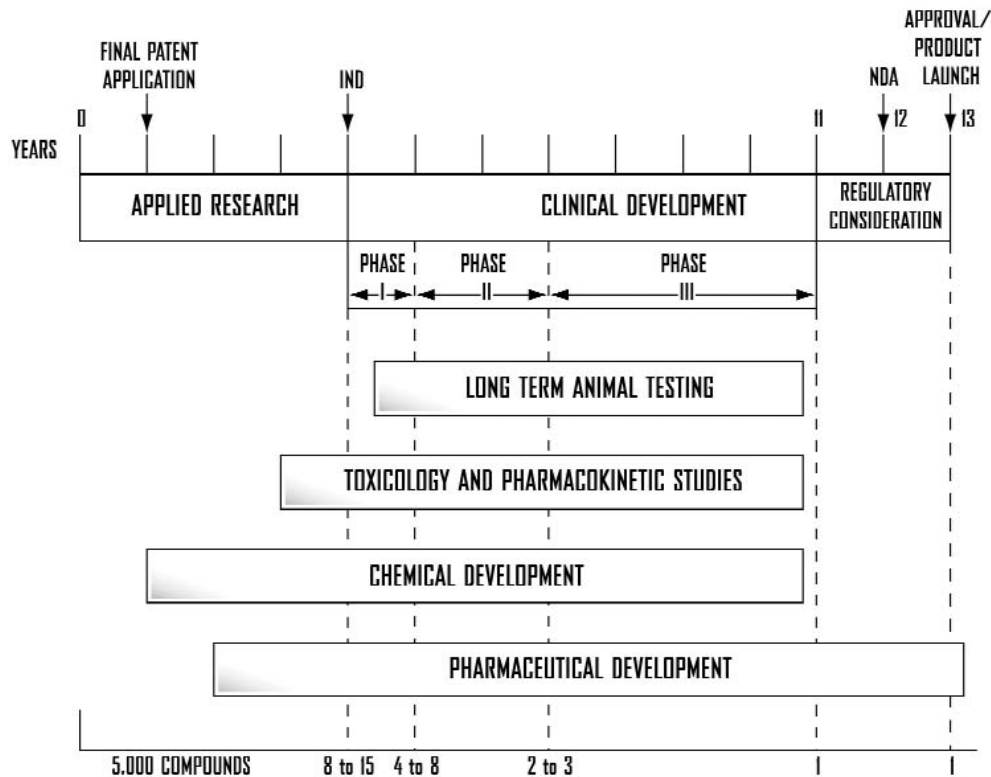 APPROVAL/
PRODUCT
LAUNCH
FINAL PATENT
APPLICATION
IND
NDA
0
11
12
13
YEARS
APPLIED RESEARCH
CLINICAL DEVELOPMENT
REGULATORY
CONSIDERATION
PHASE
I
PHASE
II
PHASE
III
LONG TERM ANIMAL TESTING
TOXICOLOGY AND PHARMACOKINETIC STUDIES
CHEMICAL DEVELOPMENT
PHARMACEUTICAL DEVELOPMENT
5.000 COMPOUNDS 8 to 15 4 to 8 2 to 3 1 1